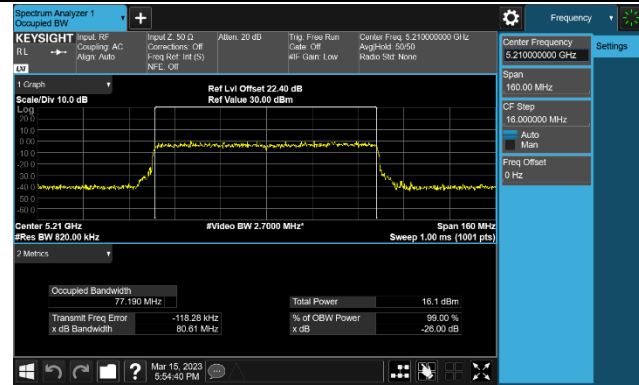 Spectrum Analyzer 1
Occupied BW
+
Frequency
KEYSIGHT
RL
LXI
Input: RF
Coupling: AC
Align: Auto
Input Z: 50 Ω
Corrections: Off
Freq Ref: Int (S)
NFE: Off
Atten: 20 dB
Trig: Free Run
Gate: Off
#IF Gain: Low
Center Freq: 5.210000000 GHz
Avg|Hold: 50/50
Radio Std: None
Center Frequency
5.210000000 GHz
Settings
Span
160.00 MHz
CF Step
16.000000 MHz
Auto
Man
Freq Offset
0 Hz
1 Graph
Scale/Div 10.0 dB
Ref Lvl Offset 22.40 dB
Ref Value 30.00 dBm
Log
20.0
10.0
0.00
-10.0
-20.0
-30.0
-40.0
-50.0
-60.0
Center 5.21 GHz
#Res BW 820.00 kHz
#Video BW 2.7000 MHz*
Span 160 MHz
Sweep 1.00 ms (1001 pts)
2 Metrics
Occupied Bandwidth
77.190 MHz
Total Power 16.1 dBm
Transmit Freq Error -118.28 kHz
% of OBW Power 99.00 %
x dB Bandwidth 80.61 MHz
x dB -26.00 dB
?
Mar 15, 2023
5:54:40 PM